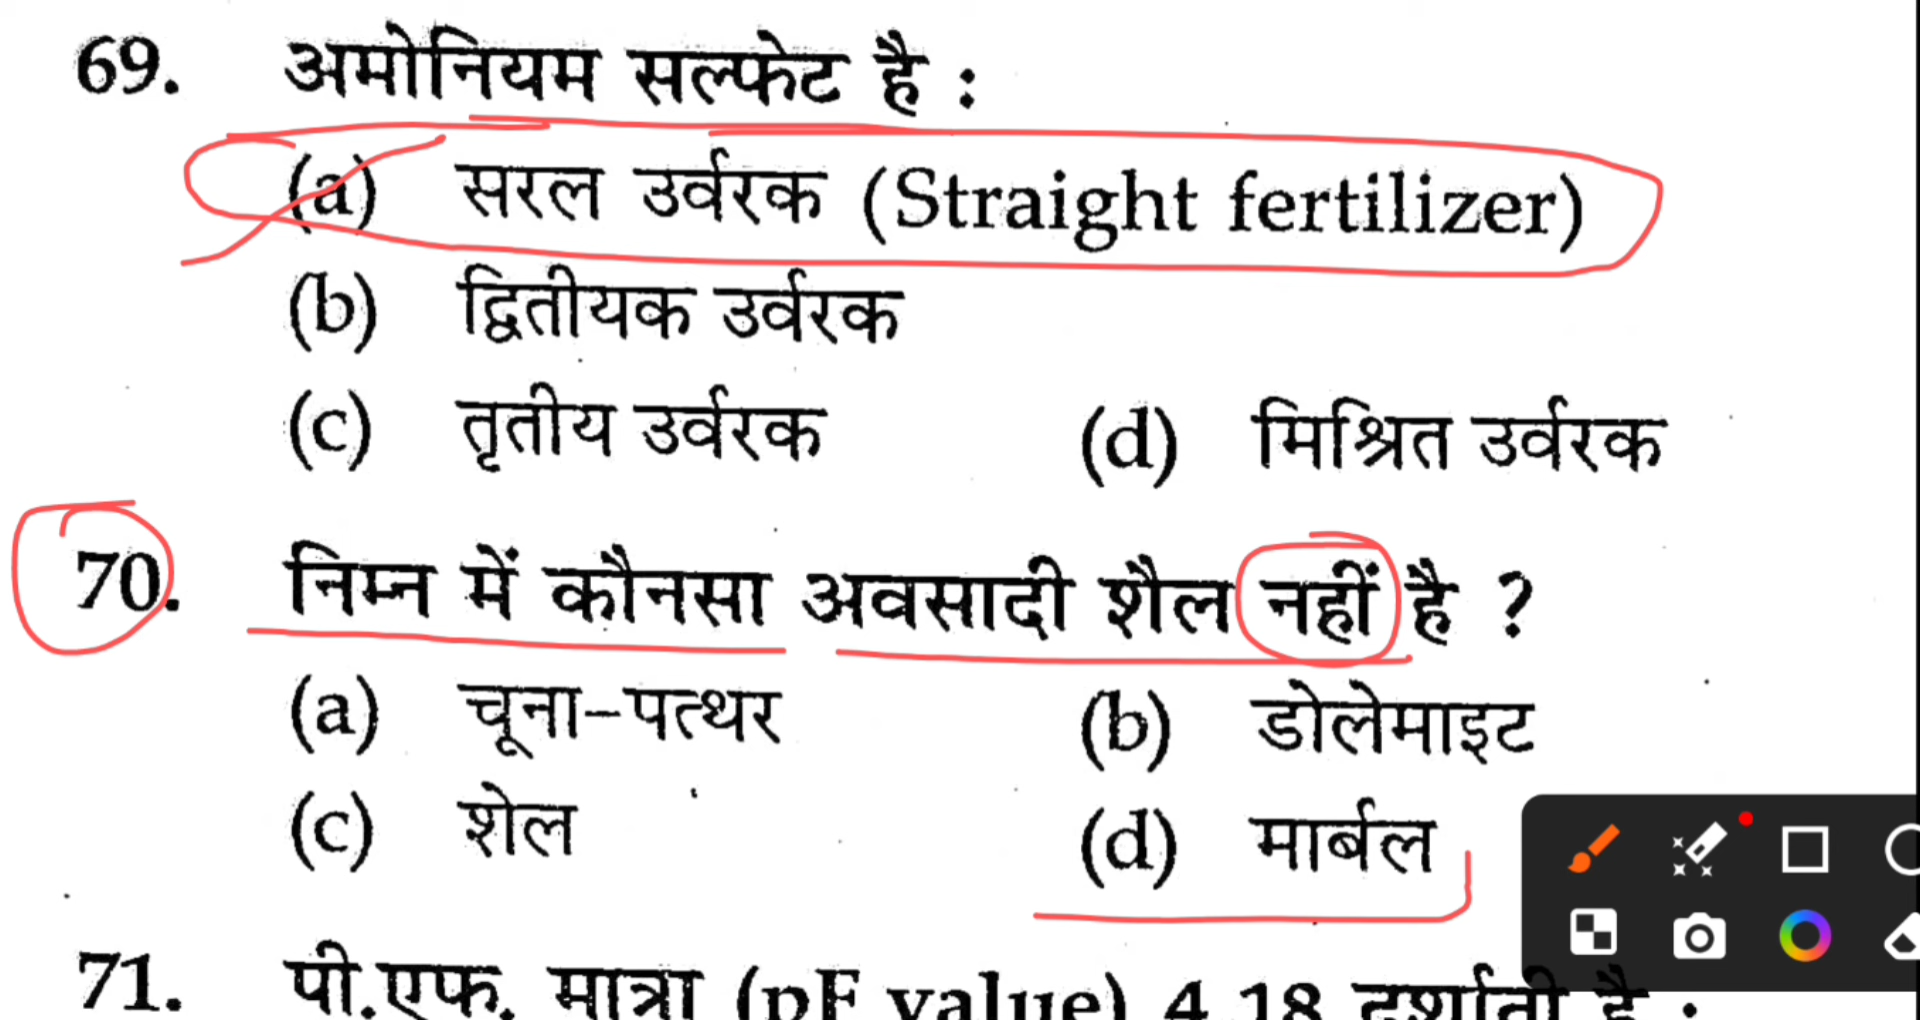 69. अमोनियम सल्फेट है :
(a) सरल उर्वरक (Straight fertilizer)
(b) द्वितीयक उर्वरक
(c) तृतीय उर्वरक (d) मिश्रित उर्वरक
70. निम्न में कौनसा अवसादी शैल नहीं है ?
(a) चूना-पत्थर (b) डोलेमाइट
(c) शेल (d) मार्बल
71. पी.एफ. मात्रा (pF value) 4.18 दर्शाती है :